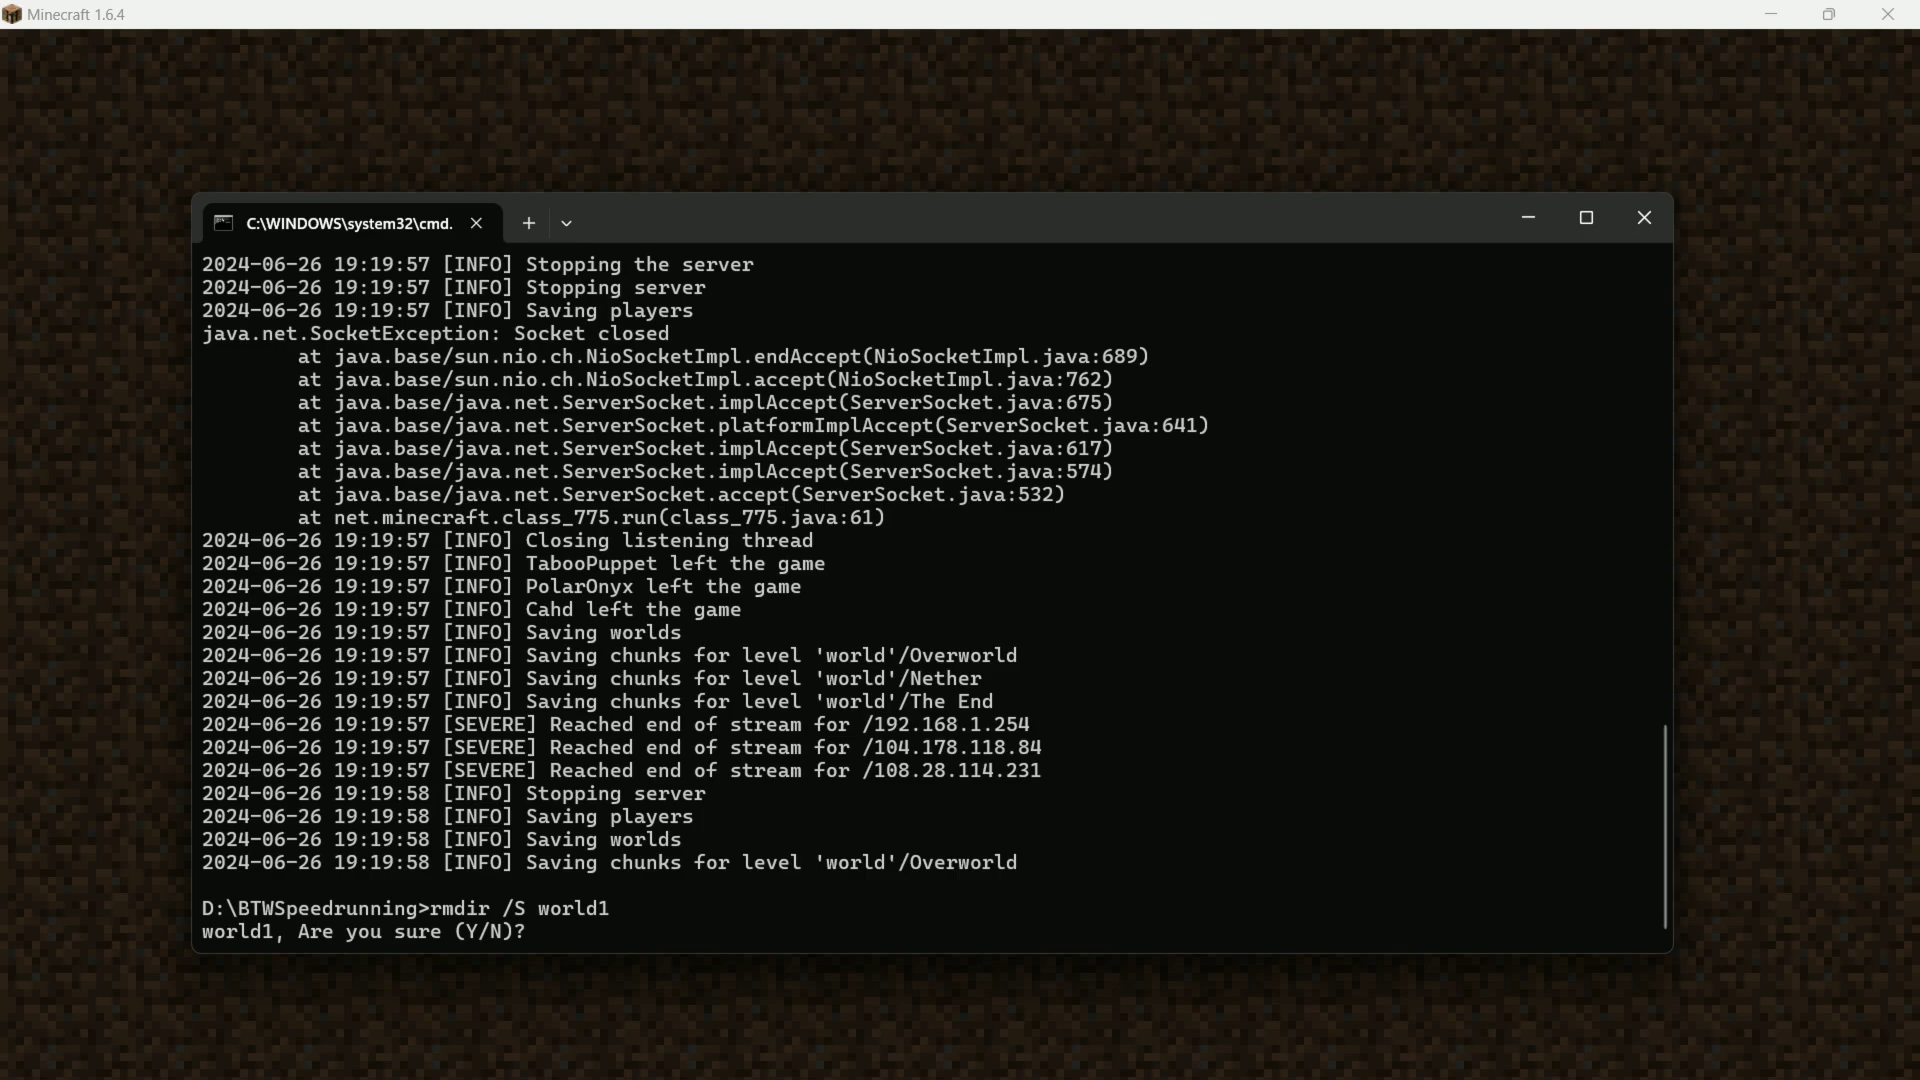 Minecraft 1.6.4
C:\WINDOWS\system32\cmd.
2024-06-26 19:19:57 [INFO] Stopping the server
2024-06-26 19:19:57 [INFO] Stopping server
2024-06-26 19:19:57 [INFO] Saving players
java.net.SocketException: Socket closed
at java.base/sun.nio.ch.NioSocketImpl.endAccept(NioSocketImpl.java:689)
at java.base/sun.nio.ch.NioSocketImpl.accept(NioSocketImpl.java:762)
at java.base/java.net.ServerSocket.implAccept(ServerSocket.java:675)
at java.base/java.net.ServerSocket.platformImplAccept(ServerSocket.java:641)
at java.base/java.net.ServerSocket.implAccept(ServerSocket.java:617)
at java.base/java.net.ServerSocket.implAccept(ServerSocket.java:574)
at java.base/java.net.ServerSocket.accept(ServerSocket.java:532)
at net.minecraft.class_775.run(class_775.java:61)
2024-06-26 19:19:57 [INFO] Closing listening thread
2024-06-26 19:19:57 [INFO] TabooPuppet left the game
2024-06-26 19:19:57 [INFO] PolarOnyx left the game
2024-06-26 19:19:57 [INFO] Cahd left the game
2024-06-26 19:19:57 [INFO] Saving worlds
2024-06-26 19:19:57 [INFO] Saving chunks for level 'world'/Overworld
2024-06-26 19:19:57 [INFO] Saving chunks for level 'world'/Nether
2024-06-26 19:19:57 [INFO] Saving chunks for level 'world'/The End
2024-06-26 19:19:57 [SEVERE] Reached end of stream for /192.168.1.254
2024-06-26 19:19:57 [SEVERE] Reached end of stream for /104.178.118.84
2024-06-26 19:19:57 [SEVERE] Reached end of stream for /108.28.114.231
2024-06-26 19:19:58 [INFO] Stopping server
2024-06-26 19:19:58 [INFO] Saving players
2024-06-26 19:19:58 [INFO] Saving worlds
2024-06-26 19:19:58 [INFO] Saving chunks for level 'world'/Overworld
D:\BTWSpeedrunning>rmdir /S world1
world1, Are you sure (Y/N)?